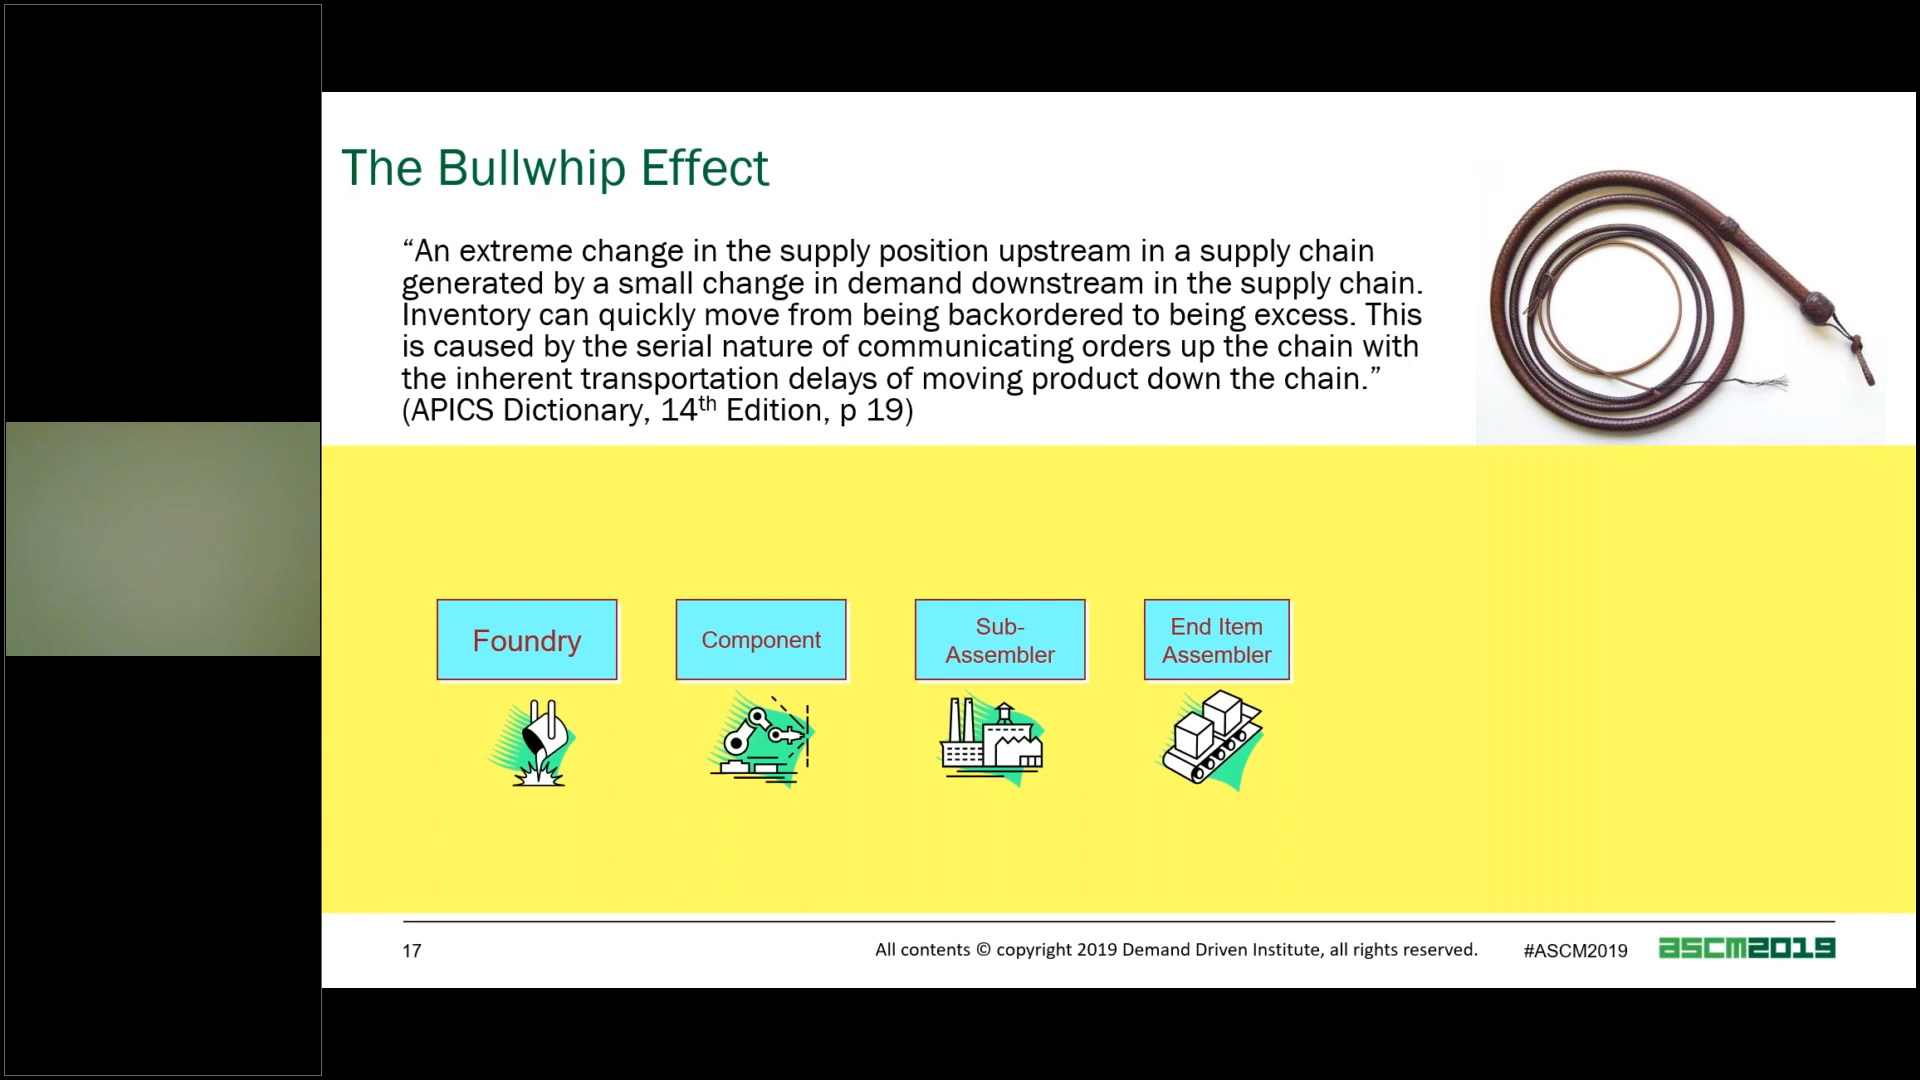 The Bullwhip Effect
“An extreme change in the supply position upstream in a supply chain
generated by a small change in demand downstream in the supply chain.
Inventory can quickly move from being backordered to being excess. This
is caused by the serial nature of communicating orders up the chain with
the inherent transportation delays of moving product down the chain.”
(APICS Dictionary, 14th Edition, p 19)
Foundry
Component
Sub-
Assembler
End Item
Assembler
17
All contents © copyright 2019 Demand Driven Institute, all rights reserved.
#ASCM2019
ascm2019